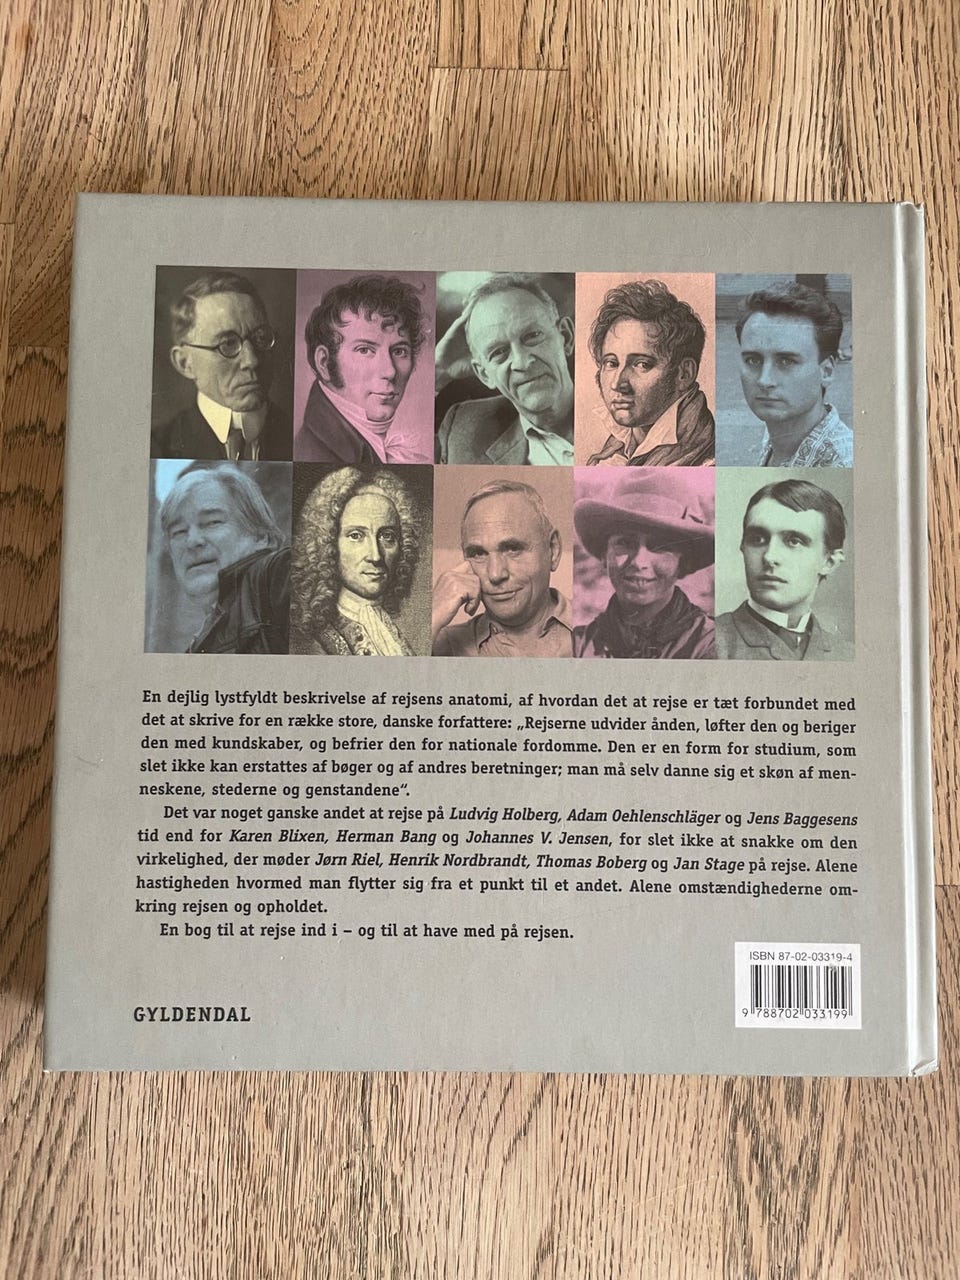 En dejlig lystfyldt beskrivelse af rejsens anatomi, af hvordan det at rejse er tæt forbundet med
det at skrive for en række store, danske forfattere: „Rejserne udvider ånden, løfter den og beriger
den med kundskaber, og befrier den for nationale fordomme. Den er en form for studium, som
slet ikke kan erstattes af bøger og af andres beretninger; man må selv danne sig et skøn af men-
neskene, stederne og genstandene“.
Det var noget ganske andet at rejse på Ludvig Holberg, Adam Oehlenschläger og Jens Baggesens
tid end for Karen Blixen, Herman Bang og Johannes V. Jensen, for slet ikke at snakke om den
virkelighed, der møder Jørn Riel, Henrik Nordbrandt, Thomas Boberg og Jan Stage på rejse. Alene
hastigheden hvormed man flytter sig fra et punkt til et andet. Alene omstændighederne om-
kring rejsen og opholdet.
En bog til at rejse ind i – og til at have med på rejsen.
ISBN 87-02-03319-4
9 788702 033199
GYLDENDAL